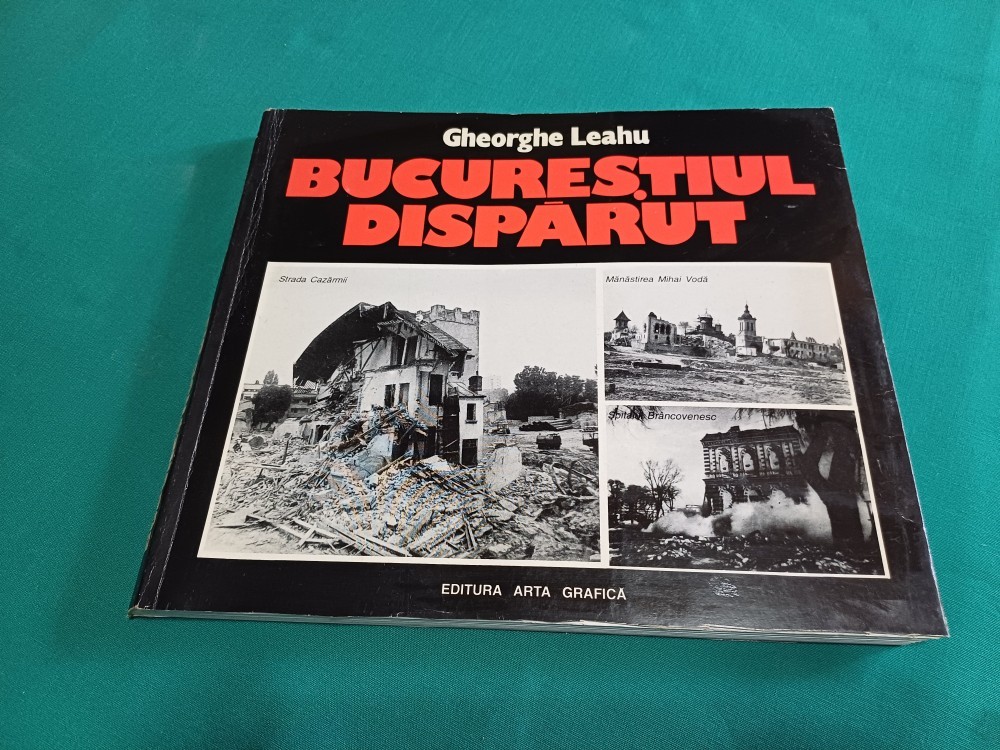 Gheorghe Leahu
BUCUREȘTIUL
DISPĂRUT
Strada Cazărmii
Mănăstirea Mihai Vodă
Spitalul Brâncovenesc
EDITURA ARTA GRAFICĂ